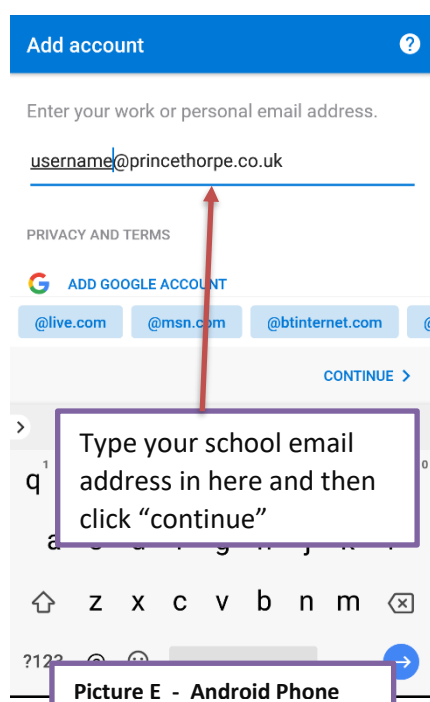 Add account ?
Enter your work or personal email address.
username@princethorpe.co.uk
PRIVACY AND TERMS
G ADD GOOGLE ACCOUNT
@live.com @msn.com @btinternet.com @
CONTINUE >
Type your school email
address in here and then
click “continue”
q 1 0
z x c v b n m
?123 @
Picture E - Android Phone